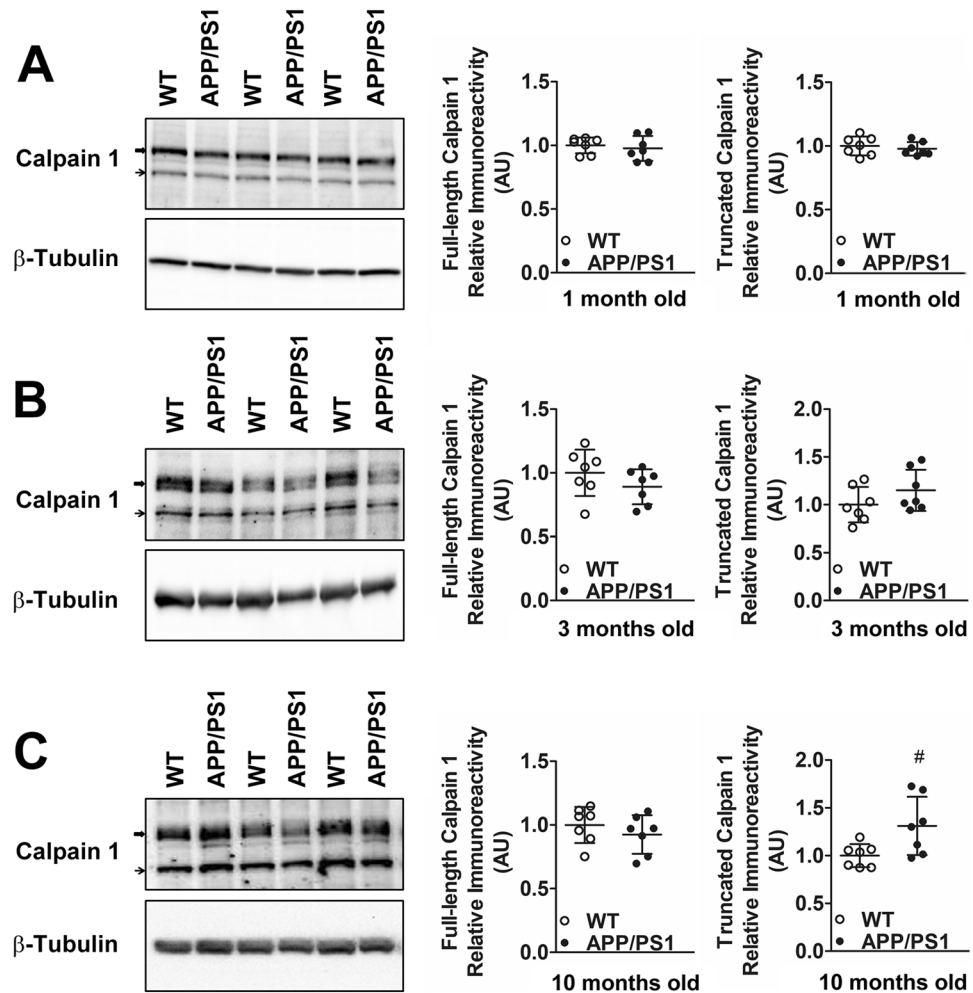 A
WT
APP/PS1
WT
APP/PS1
WT
APP/PS1
Calpain 1
β-Tubulin
Full-length Calpain 1
Relative Immunoreactivity
(AU)
1.5
1.0
0.5
0.0
WT
APP/PS1
1 month old
Truncated Calpain 1
Relative Immunoreactivity
(AU)
1.5
1.0
0.5
0.0
WT
APP/PS1
1 month old
B
WT
APP/PS1
WT
APP/PS1
WT
APP/PS1
Calpain 1
β-Tubulin
Full-length Calpain 1
Relative Immunoreactivity
(AU)
1.5
1.0
0.5
0.0
WT
APP/PS1
3 months old
Truncated Calpain 1
Relative Immunoreactivity
(AU)
2.0
1.5
1.0
0.5
0.0
WT
APP/PS1
3 months old
C
WT
APP/PS1
WT
APP/PS1
WT
APP/PS1
Calpain 1
β-Tubulin
Full-length Calpain 1
Relative Immunoreactivity
(AU)
1.5
1.0
0.5
0.0
WT
APP/PS1
10 months old
Truncated Calpain 1
Relative Immunoreactivity
(AU)
2.0
1.5
1.0
0.5
0.0
#
WT
APP/PS1
10 months old